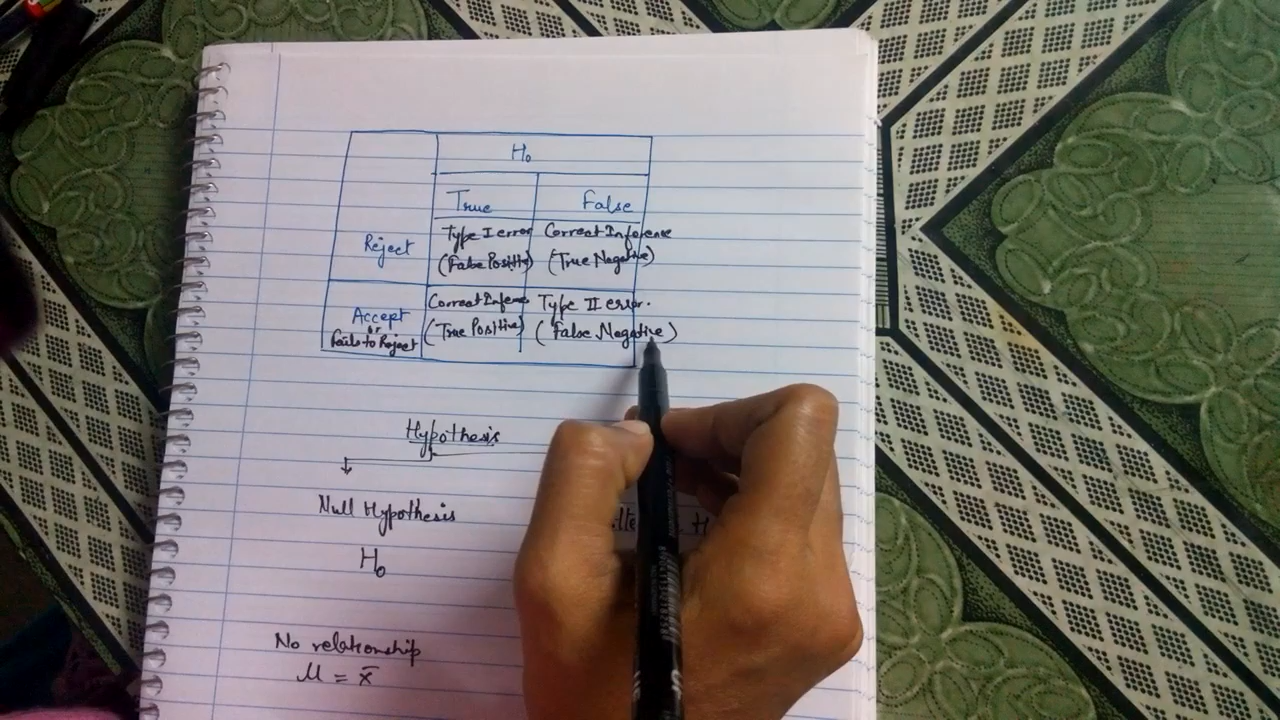 H₀
True False
Reject Type I error Correct Inference
(False Positive) (True Negative)
Accept Correct Inference Type II error.
or (True Positive) (False Negative)
Fails to Reject
Hypothesis
Null Hypothesis
H₀
No relationship
μ = x̄